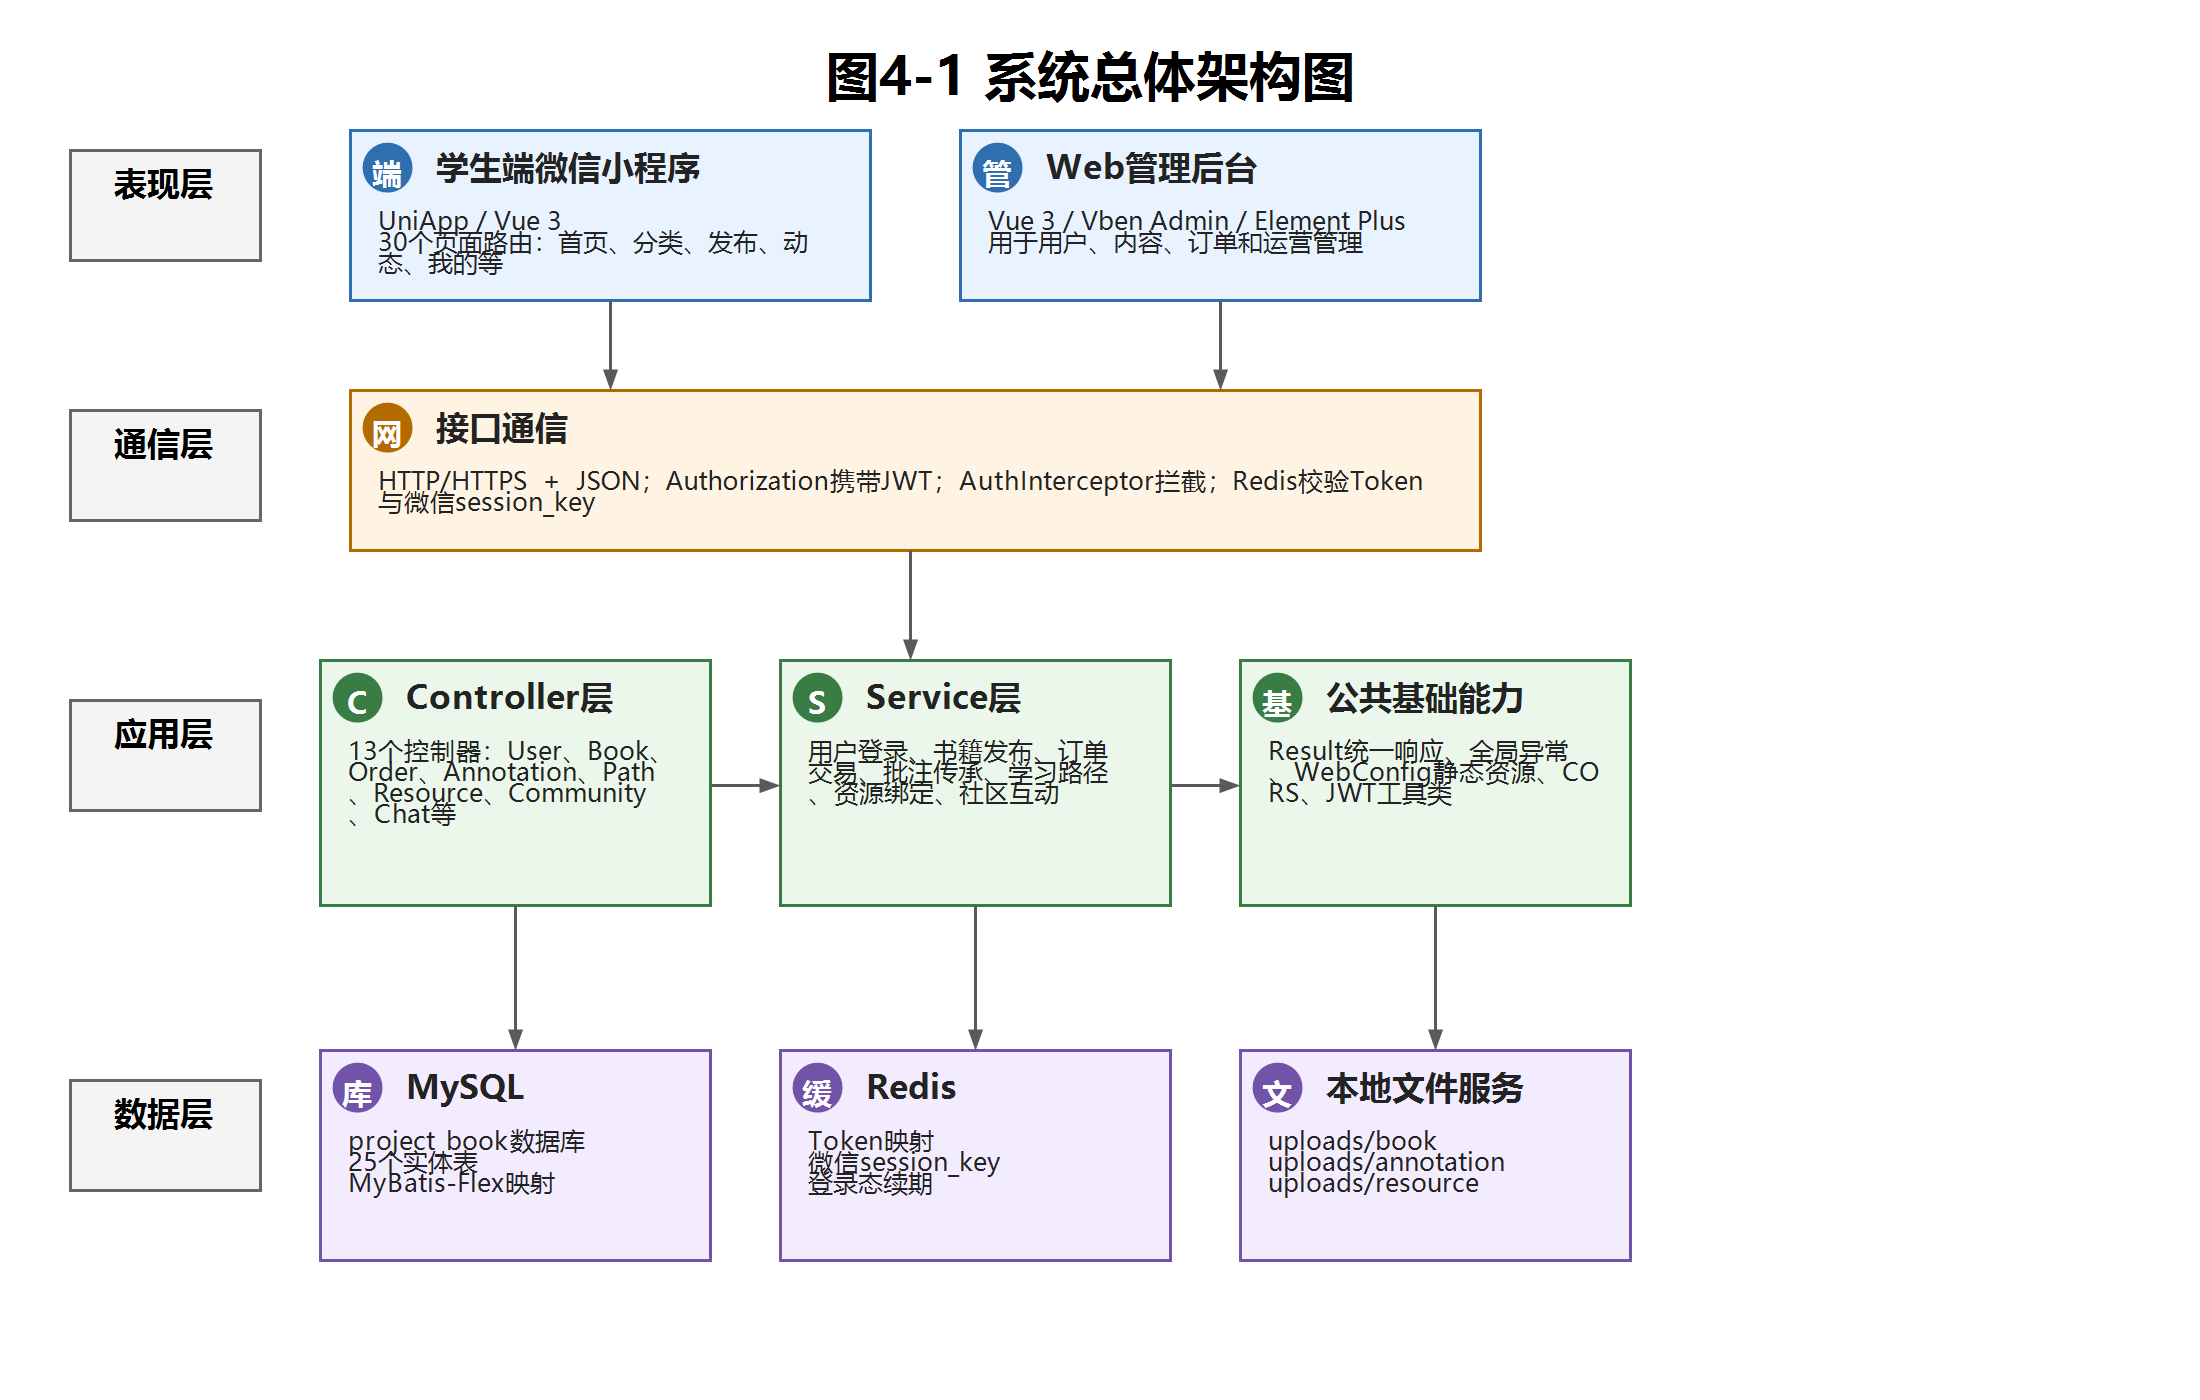 图4-1 系统总体架构图
表现层
端
学生端微信小程序
UniApp / Vue 3
30个页面路由：首页、分类、发布、动
态、我的等
管
Web管理后台
Vue 3 / Vben Admin / Element Plus
用于用户、内容、订单和运营管理
通信层
网
接口通信
HTTP/HTTPS + JSON；Authorization携带JWT；AuthInterceptor拦截；Redis校验Token
与微信session_key
应用层
C
Controller层
13个控制器：User、Book、
Order、Annotation、Path
、Resource、Community
、Chat等
S
Service层
用户登录、书籍发布、订单
交易、批注传承、学习路径
、资源绑定、社区互动
基
公共基础能力
Result统一响应、全局异常
、WebConfig静态资源、CO
RS、JWT工具类
数据层
库
MySQL
project_book数据库
25个实体表
MyBatis-Flex映射
缓
Redis
Token映射
微信session_key
登录态续期
文
本地文件服务
uploads/book
uploads/annotation
uploads/resource